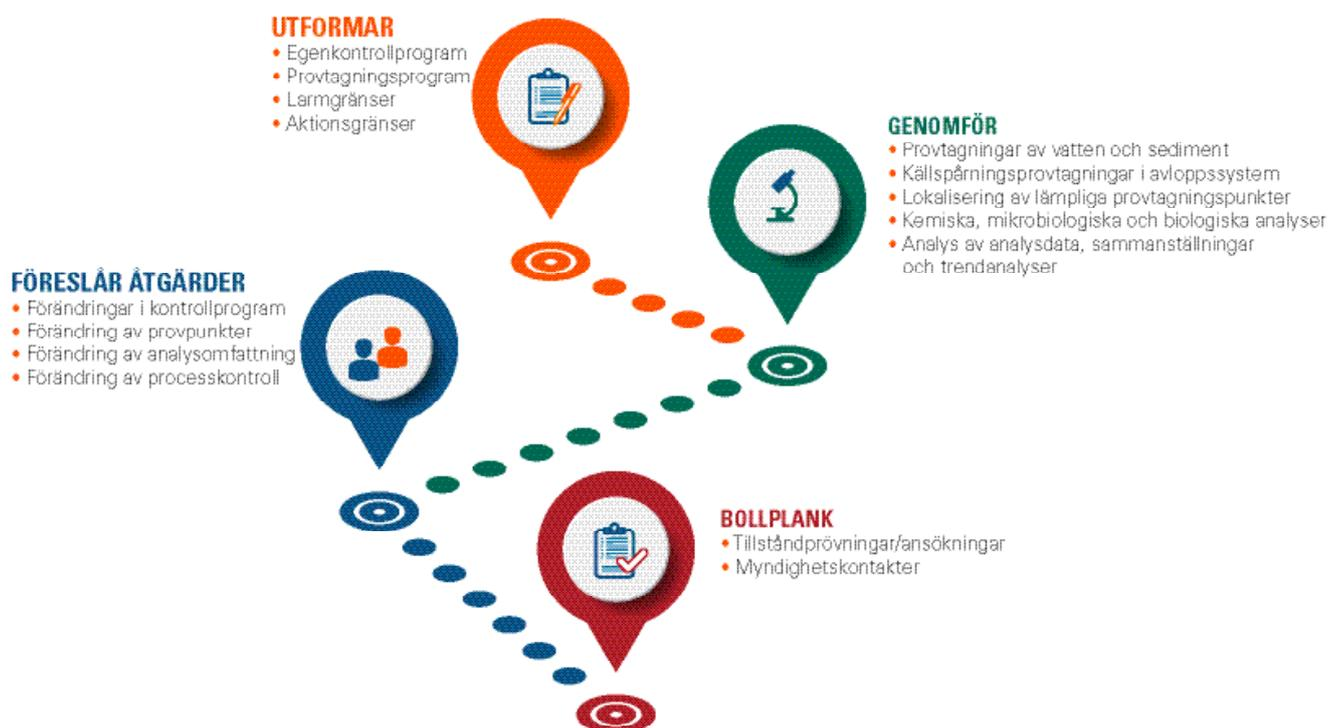 UTFORMAR
• Egenkontrollprogram
• Provtagningsprogram
• Larmgränser
• Aktionsgränser
GENOMFÖR
• Provtagningar av vatten och sediment
• Källspårningsprovtagningar i avloppssystem
• Lokalisering av lämpliga provtagningspunkter
• Kemiska, mikrobiologiska och biologiska analyser
• Analys av analysdata, sammanställningar
och trendanalyser
FÖRESLÅR ÅTGÄRDER
• Förändringar i kontrollprogram
• Förändring av provpunkter
• Förändring av analysomfattning
• Förändring av processkontroll
BOLLPLANK
• Tillståndprövningar/ansökningar
• Myndighetskontakter